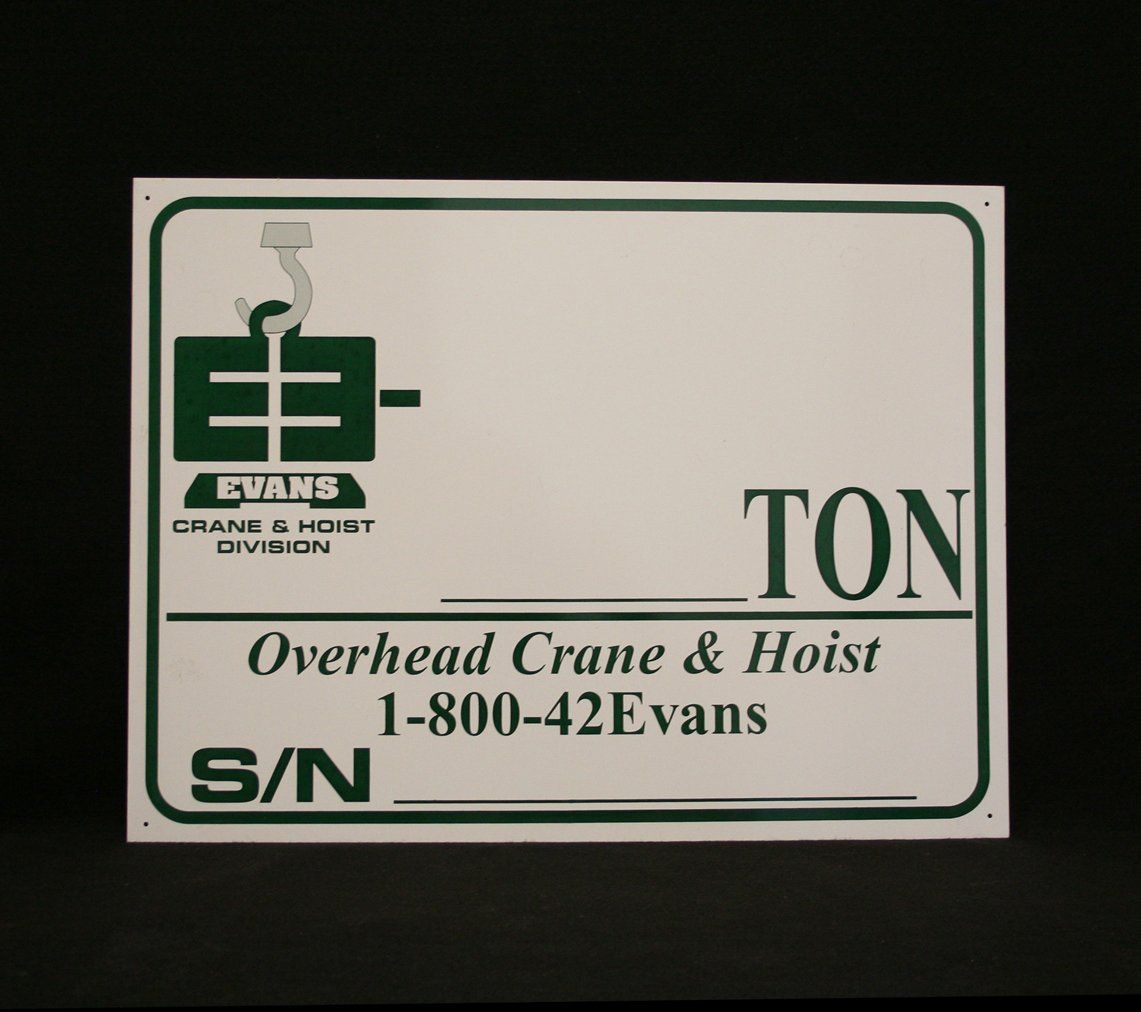 EVANS
CRANE & HOIST
DIVISION
TON
Overhead Crane & Hoist
1-800-42Evans
S/N